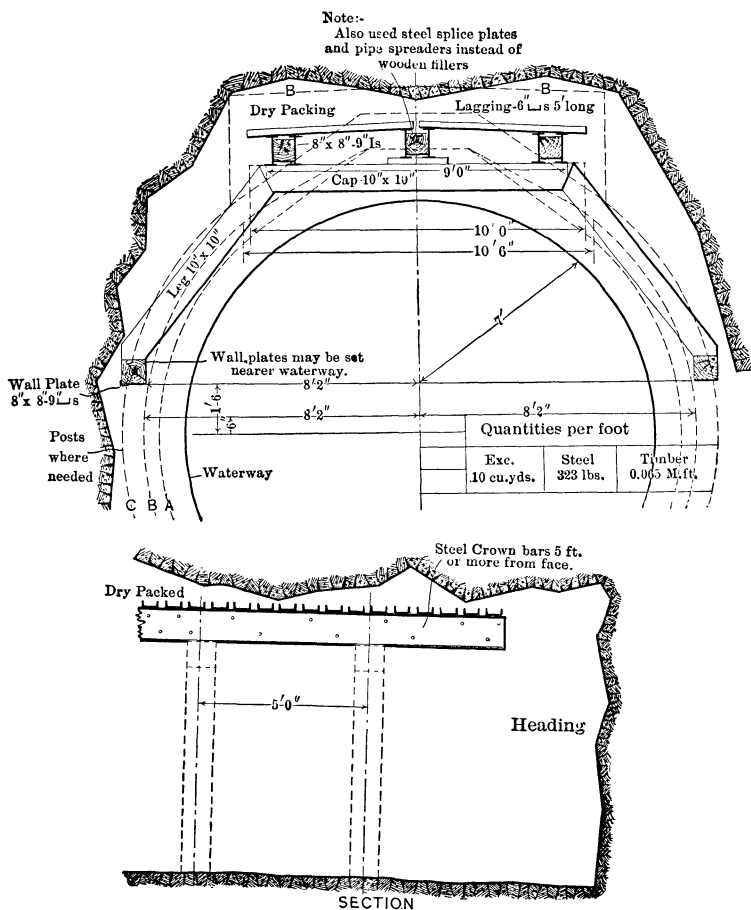 Note:-
Also used steel splice plates
and pipe spreaders instead of
wooden fillers
B
B
Dry Packing
Lagging-6"⌴s 5'long
8"x 8"-9"Is
Cap 10"x 10"
9'0"
10'0"
10'6"
Leg 10"x 10"
7'
Wall plates may be set
nearer waterway.
Wall Plate
8"x 8"-9"⌴s
8'2"
1'6"
8'2"
8'2"
6"
Posts
where
needed
Quantities per foot
Exc.
Steel
Timber
10 cu.yds.
323 lbs.
0.065 M.ft.
Waterway
C
B
A
Steel Crown bars 5 ft.
or more from face.
Dry Packed
5'0"
Heading
SECTION